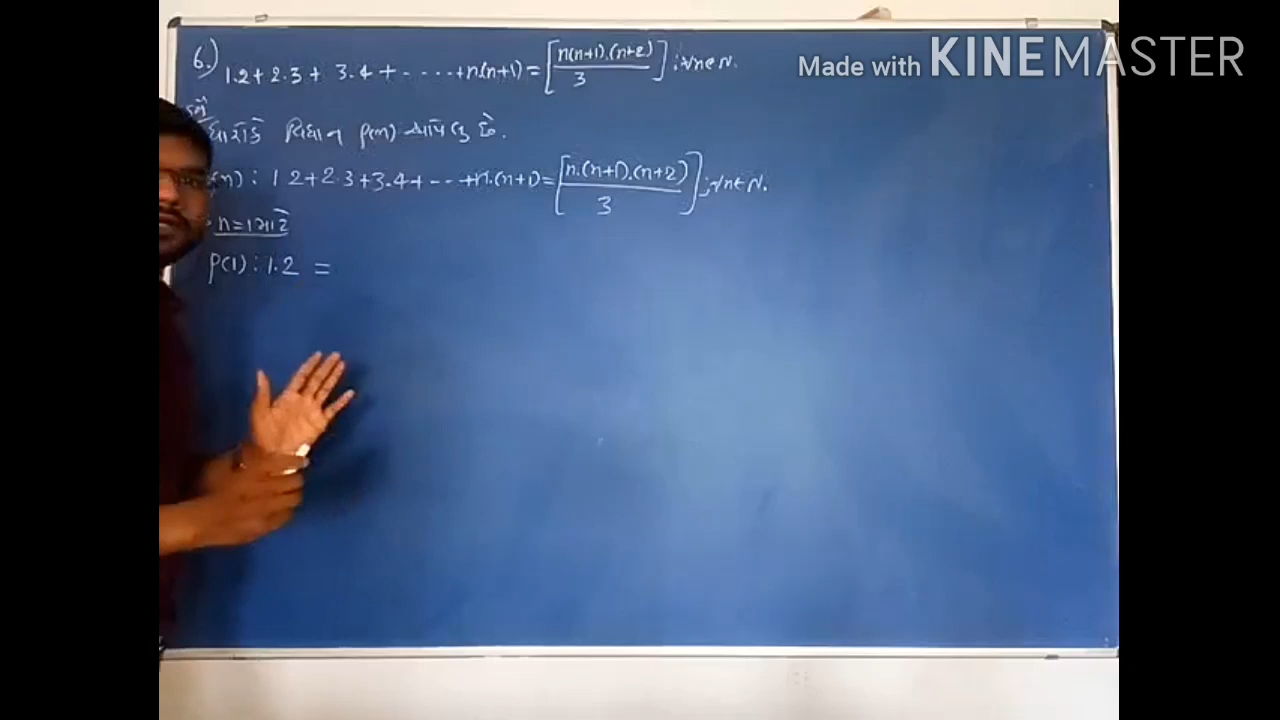 6.) 1.2+2.3+3.4+-----+n.(n+1)=[n(n+1).(n+2)/3] ;∀n∈N.
Made with KINEMASTER
ધારોકે વિધાન P(n) આપેલુ છે.
(n) : 1 2+2.3+3.4+---+n.(n+1)=[n.(n+1).(n+2)/3] ;∀n∈N.
n=1 માટે
P(1) : 1.2 =